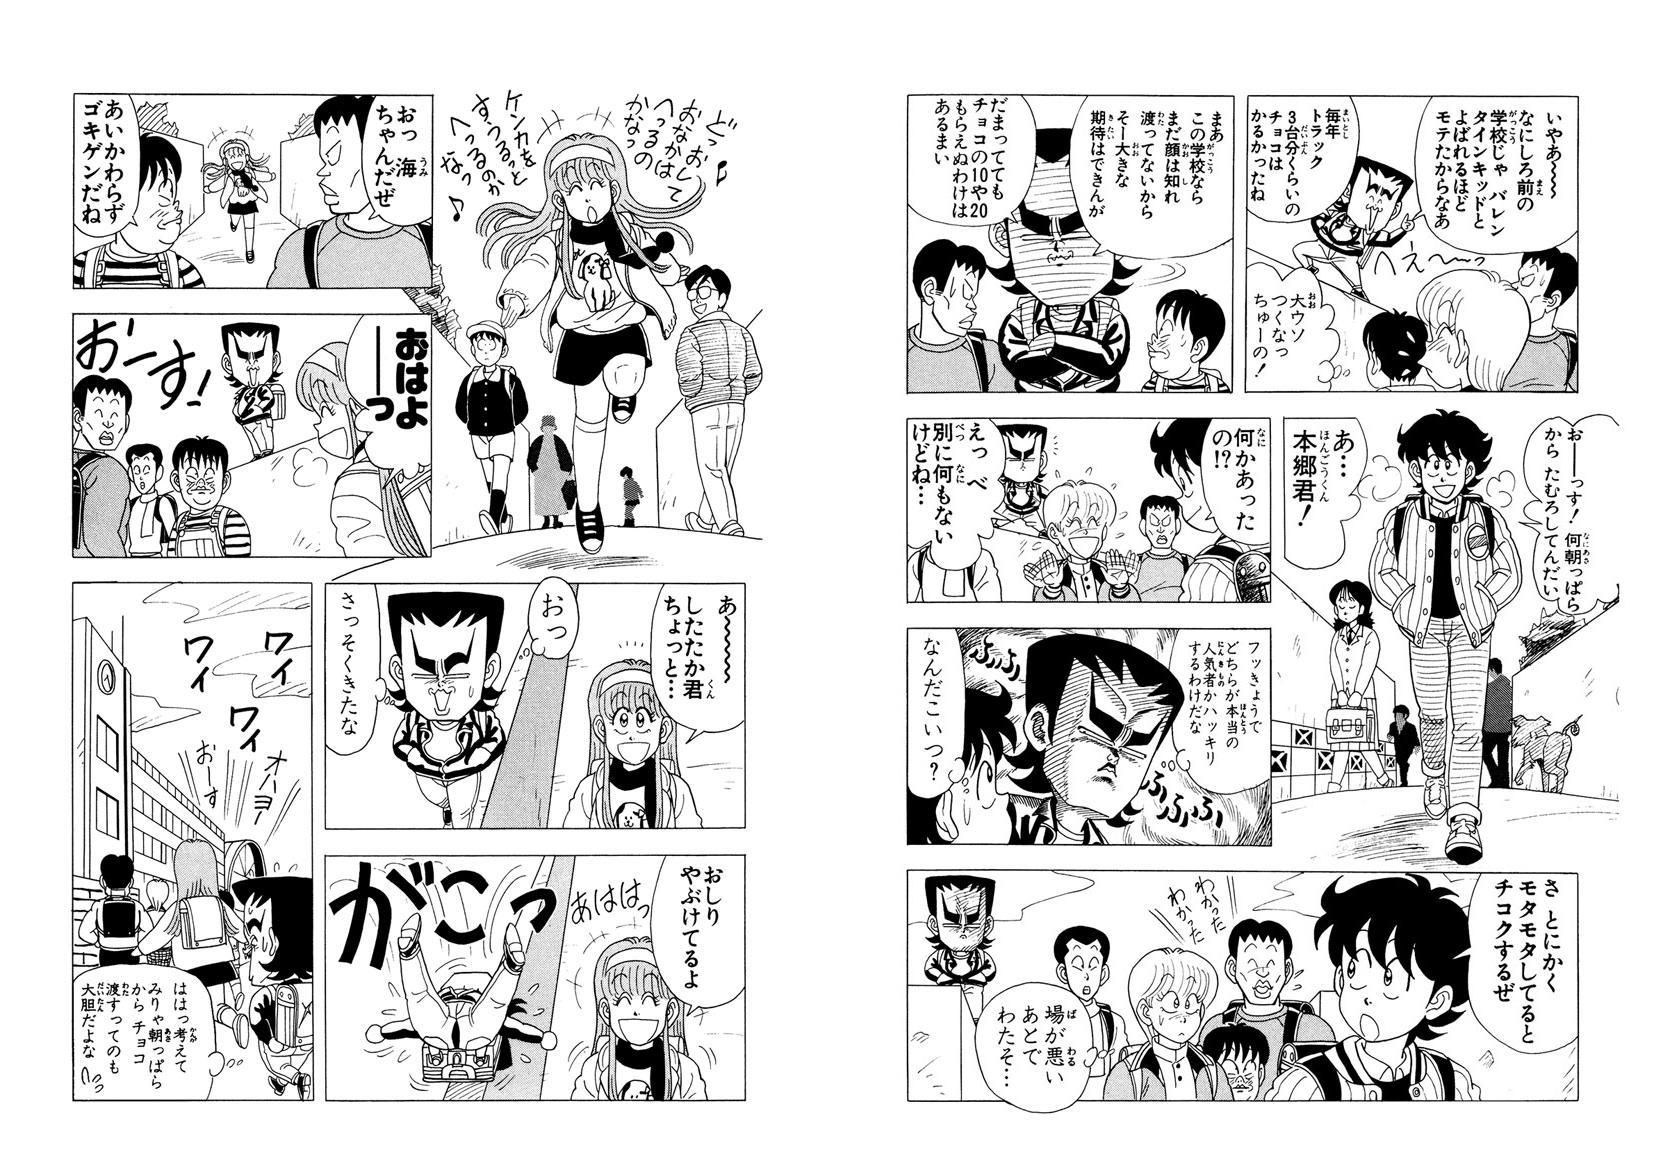 いやあ～～～
なにしろ前の
学校じゃ バレン
タインキッドと
よばれるほど
モテたからなあ
毎年
トラック
3台分くらいの
チョコは
かるかったね
へえ～～っ
大ウソ
つくなっ
ちゅーの!
まあ
この学校なら
まだ顔は知れ
渡ってないから
そー大きな
期待はできんが
だまってても
チョコの10や20
もらえぬわけは
あるまい
おーーっす! 何朝っぱら
から たむろしてんだい
あ…
本郷君!
何かあった
の!?
えっ べ
別に何もない
けどね…
フッきょうで
どちらが本当の
人気者かハッキリ
するわけだな
ふふふ
ふふふふ
なんだこいつ?
さ とにかく
モタモタしてると
チコクするぜ
わかった
わかった
場が悪い
あとで
わたそ…
どっおして
おなかは
へっるの
かなっ
ケンカを
すっるっと
へっるのか
なっ
おっ 海
ちゃんだぜ
あいかわらず
ゴキゲンだね
おはよ
ーーっ
おーす!
あ～～～～
したたか君
ちょっと…
おっ
さっそくきたな
おしり
やぶけてるよ
あははっ
がこっ
ワイ
ワイ
ワイ
オハヨー
おーす
ははっ考えて
みりゃ朝っぱら
から チョコ
渡すってのも
大胆だよな